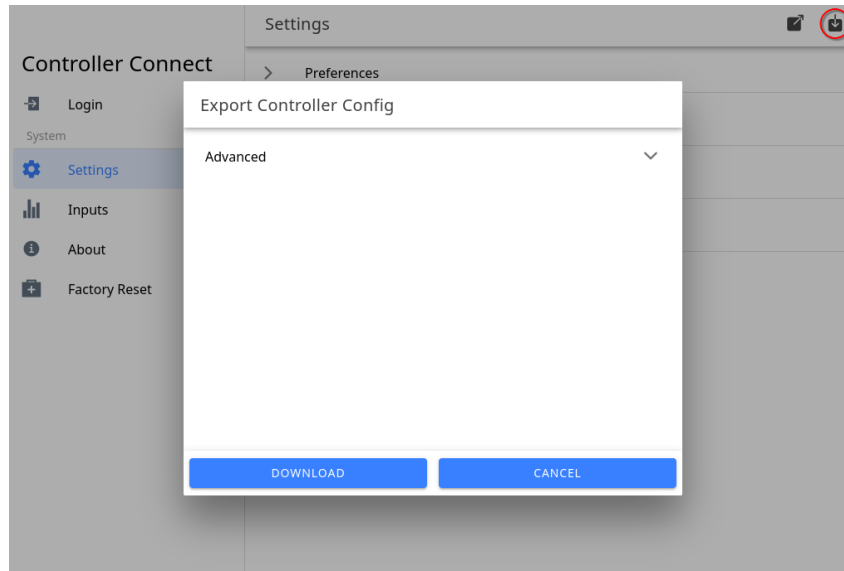 Settings
Controller Connect
Preferences
Login
Export Controller Config
System
Advanced
Settings
Inputs
About
Factory Reset
DOWNLOAD
CANCEL